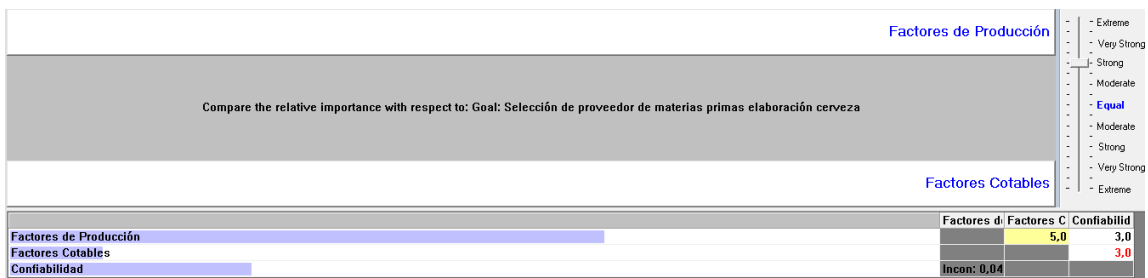 Factores de Producción
Extreme
Very Strong
Strong
Moderate
Equal
Moderate
Strong
Very Strong
Extreme
Compare the relative importance with respect to: Goal: Selección de proveedor de materias primas elaboración cerveza
Factores Cotables
Factores d Factores C Confiabilid
Factores de Producción 5,0 3,0
Factores Cotables 3,0
Confiabilidad Incon: 0,04